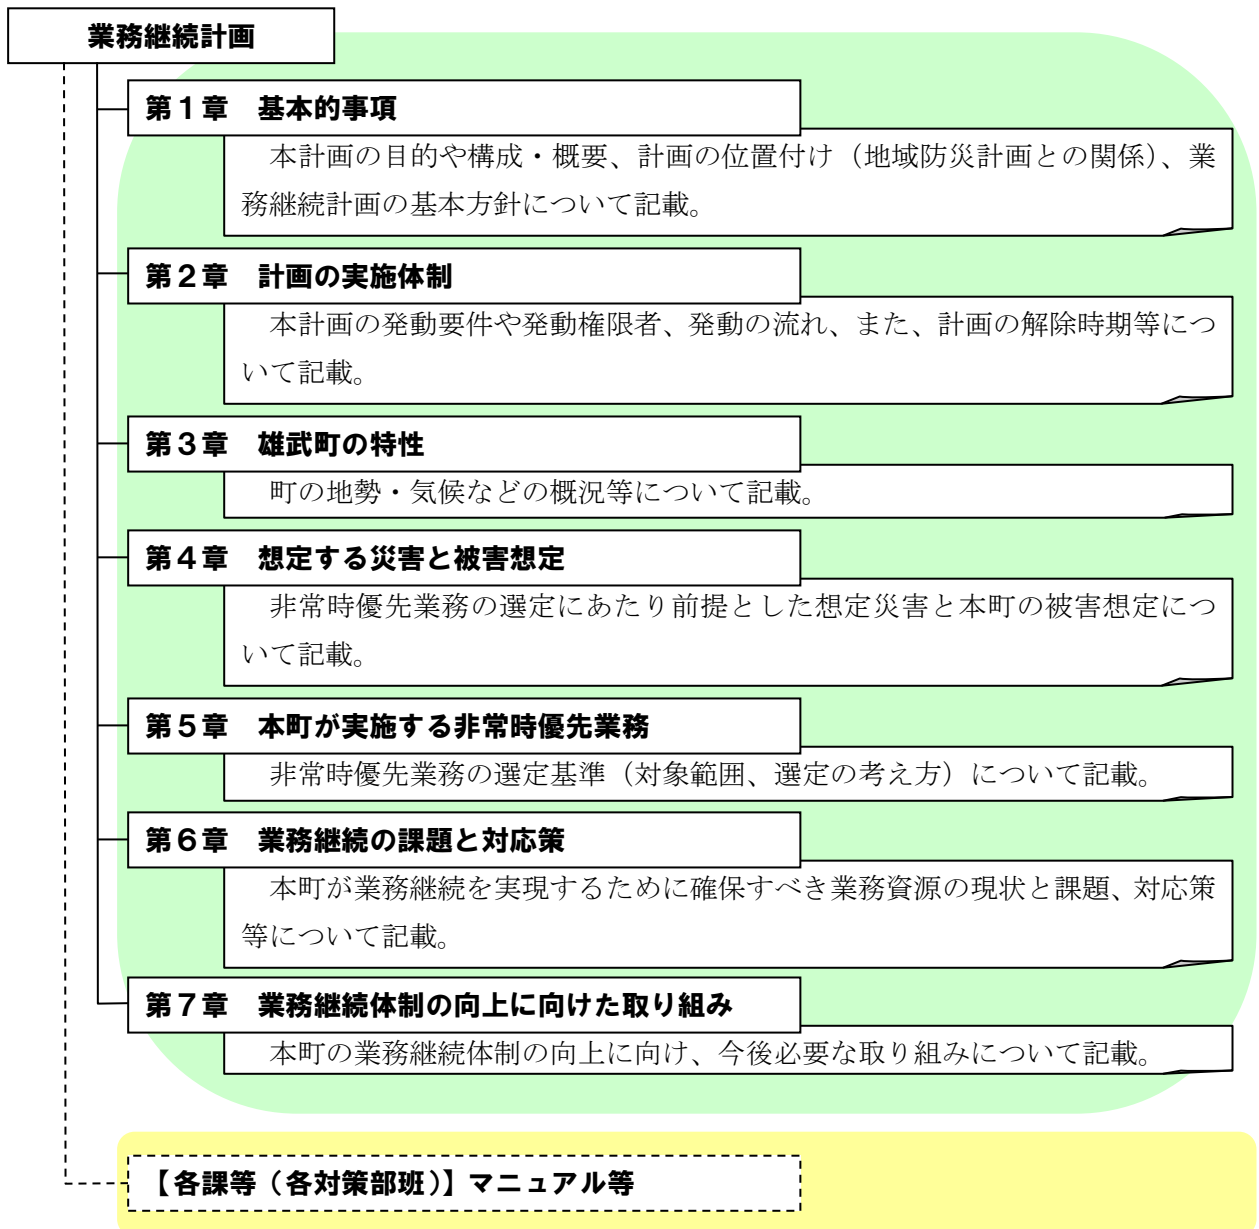 業務継続計画
第１章　基本的事項
本計画の目的や構成・概要、計画の位置付け（地域防災計画との関係）、業
務継続計画の基本方針について記載。
第２章　計画の実施体制
本計画の発動要件や発動権限者、発動の流れ、また、計画の解除時期等につ
いて記載。
第３章　雄武町の特性
町の地勢・気候などの概況等について記載。
第４章　想定する災害と被害想定
非常時優先業務の選定にあたり前提とした想定災害と本町の被害想定につ
いて記載。
第５章　本町が実施する非常時優先業務
非常時優先業務の選定基準（対象範囲、選定の考え方）について記載。
第６章　業務継続の課題と対応策
本町が業務継続を実現するために確保すべき業務資源の現状と課題、対応策
等について記載。
第７章　業務継続体制の向上に向けた取り組み
本町の業務継続体制の向上に向け、今後必要な取り組みについて記載。
【各課等（各対策部班）】マニュアル等